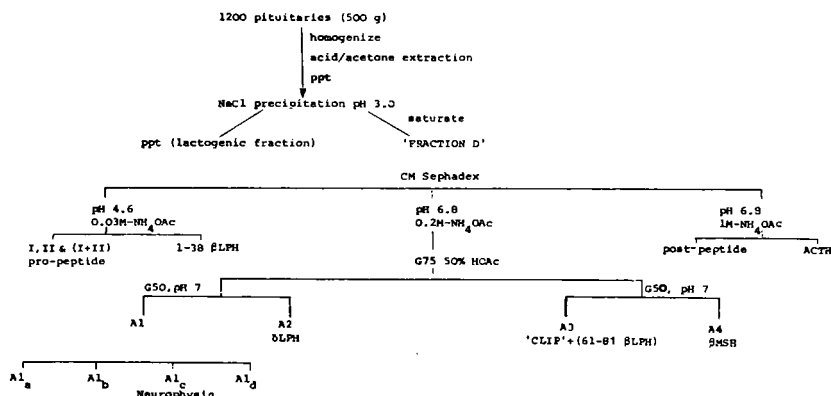 1200 pituitaries (500 g)
homogenize
acid/acetone extraction
ppt
NaCl precipitation pH 3.0
saturate
ppt (lactogenic fraction)
'FRACTION D'
CM Sephadex
pH 4.6
0.03M-NH4OAc
pH 6.8
0.2M-NH4OAc
pH 6.9
1M-NH4OAc
I,II & (I+II)
pro-peptide
1-38 βLPH
post-peptide
ACTH
G75 50% HOAc
G50, pH 7
G50, pH 7
A1
A2
δLPH
A3
'CLIP'+(61-81 βLPH)
A4
βMSH
A1a
A1b
A1c
A1d
Neurophysin